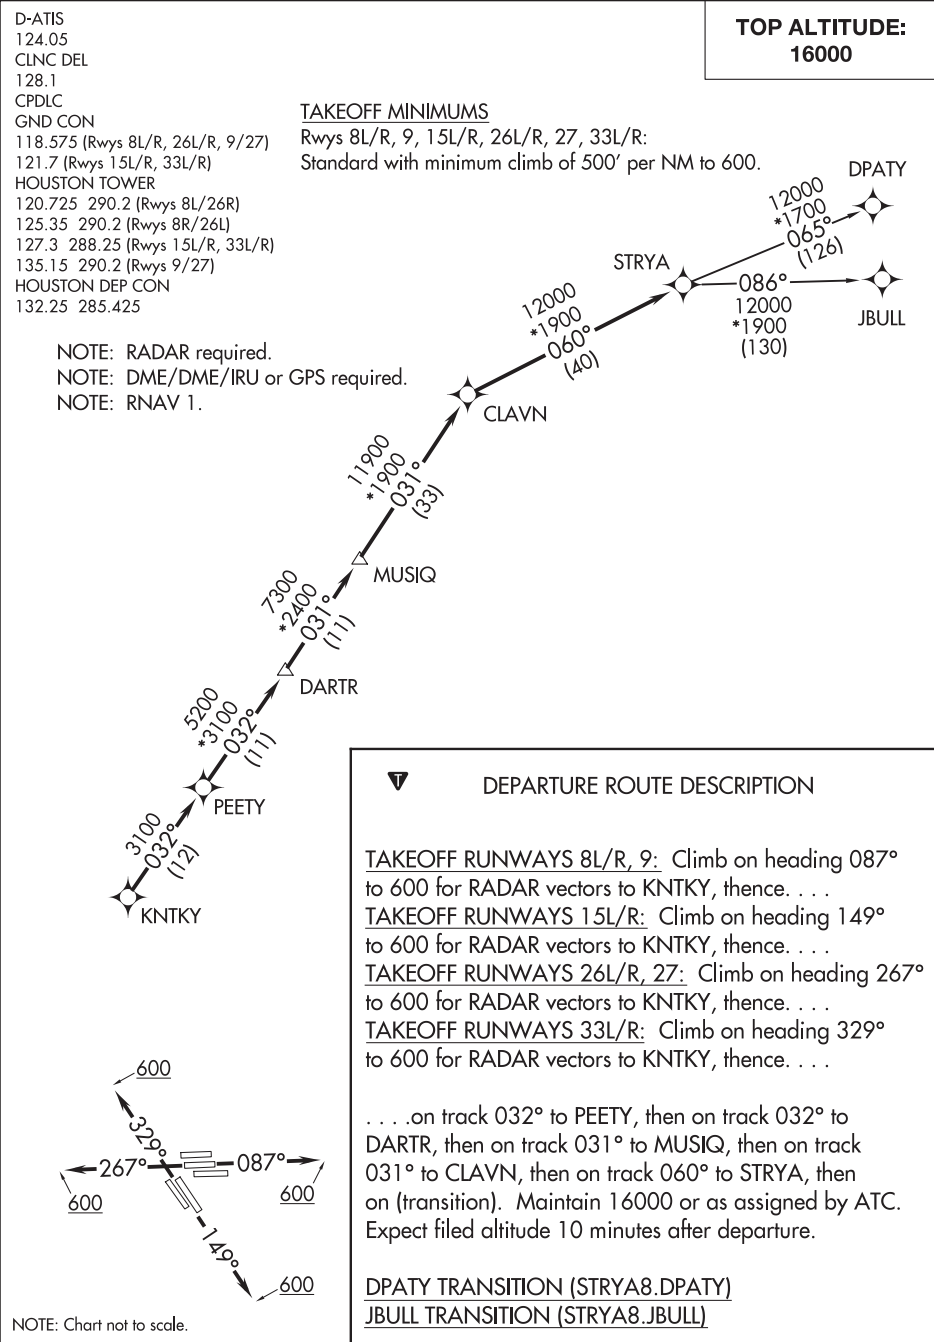 D-ATIS
124.05
CLNC DEL
128.1
CPDLC
GND CON
118.575 (Rwys 8L/R, 26L/R, 9/27)
121.7 (Rwys 15L/R, 33L/R)
HOUSTON TOWER
120.725 290.2 (Rwys 8L/26R)
125.35 290.2 (Rwys 8R/26L)
127.3 288.25 (Rwys 15L/R, 33L/R)
135.15 290.2 (Rwys 9/27)
HOUSTON DEP CON
132.25 285.425
TOP ALTITUDE:
16000
TAKEOFF MINIMUMS
Rwys 8L/R, 9, 15L/R, 26L/R, 27, 33L/R:
Standard with minimum climb of 500' per NM to 600.
NOTE: RADAR required.
NOTE: DME/DME/IRU or GPS required.
NOTE: RNAV 1.
DPATY
12000
*1700
065°
(126)
STRYA
086°
12000
*1900
(130)
JBULL
12000
*1900
060°
(40)
CLAVN
11900
*1900
031°
(33)
MUSIQ
7300
*2400
031°
(11)
DARTR
5200
*3100
032°
(11)
PEETY
3100
032°
(12)
KNTKY
T
DEPARTURE ROUTE DESCRIPTION
TAKEOFF RUNWAYS 8L/R, 9: Climb on heading 087°
to 600 for RADAR vectors to KNTKY, thence. . . .
TAKEOFF RUNWAYS 15L/R: Climb on heading 149°
to 600 for RADAR vectors to KNTKY, thence. . . .
TAKEOFF RUNWAYS 26L/R, 27: Climb on heading 267°
to 600 for RADAR vectors to KNTKY, thence. . . .
TAKEOFF RUNWAYS 33L/R: Climb on heading 329°
to 600 for RADAR vectors to KNTKY, thence. . . .
. . . .on track 032° to PEETY, then on track 032° to
DARTR, then on track 031° to MUSIQ, then on track
031° to CLAVN, then on track 060° to STRYA, then
on (transition). Maintain 16000 or as assigned by ATC.
Expect filed altitude 10 minutes after departure.
DPATY TRANSITION (STRYA8.DPATY)
JBULL TRANSITION (STRYA8.JBULL)
600
329°
267°
087°
600
600
149°
600
NOTE: Chart not to scale.